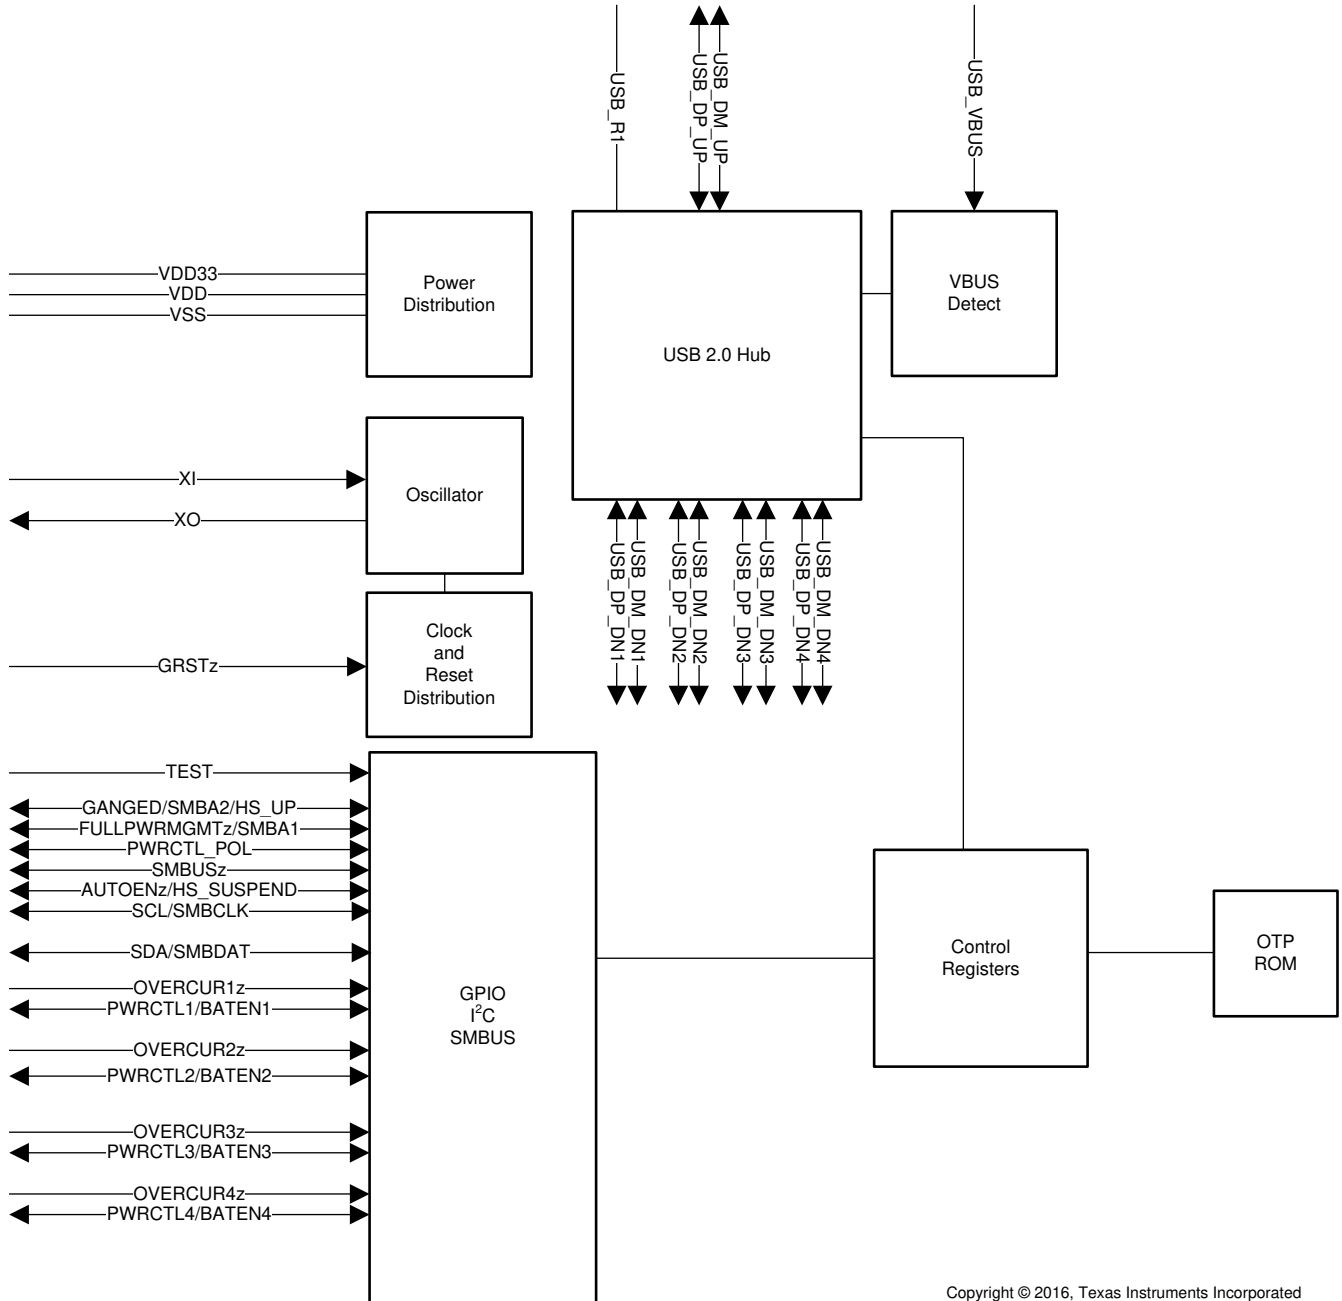 USB_R1
USB_DP_UP
USB_DM_UP
USB_VBUS
VDD33
VDD
VSS
Power
Distribution
USB 2.0 Hub
VBUS
Detect
XI
XO
Oscillator
USB_DP_DN1
USB_DM_DN1
USB_DP_DN2
USB_DM_DN2
USB_DP_DN3
USB_DM_DN3
USB_DP_DN4
USB_DM_DN4
GRSTz
Clock
and
Reset
Distribution
TEST
GANGED/SMBA2/HS_UP
FULLPWRMGMTz/SMBA1
PWRCTL_POL
SMBUSz
AUTOENz/HS_SUSPEND
SCL/SMBCLK
SDA/SMBDAT
OVERCUR1z
PWRCTL1/BATEN1
OVERCUR2z
PWRCTL2/BATEN2
OVERCUR3z
PWRCTL3/BATEN3
OVERCUR4z
PWRCTL4/BATEN4
GPIO
I²C
SMBUS
Control
Registers
OTP
ROM
Copyright © 2016, Texas Instruments Incorporated